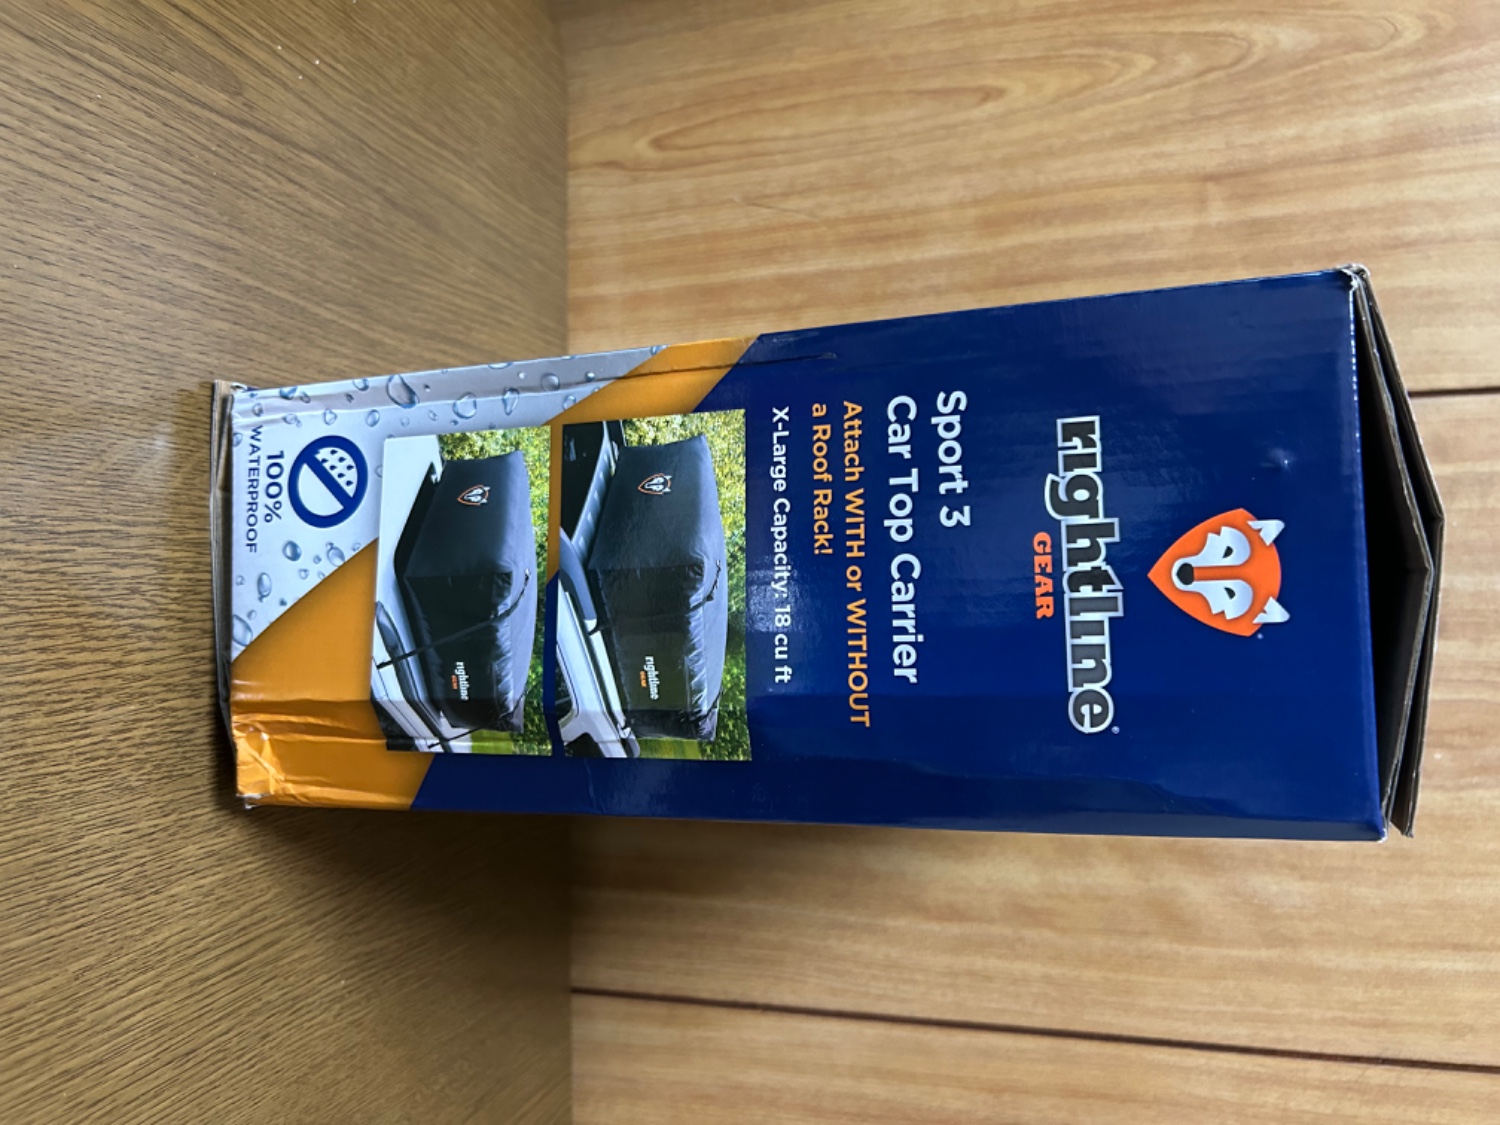 rightline
GEAR
Sport 3
Car Top Carrier
Attach WITH or WITHOUT
a Roof Rack!
X-Large Capacity: 18 cu ft
rightline
GEAR
rightline
GEAR
100%
WATERPROOF